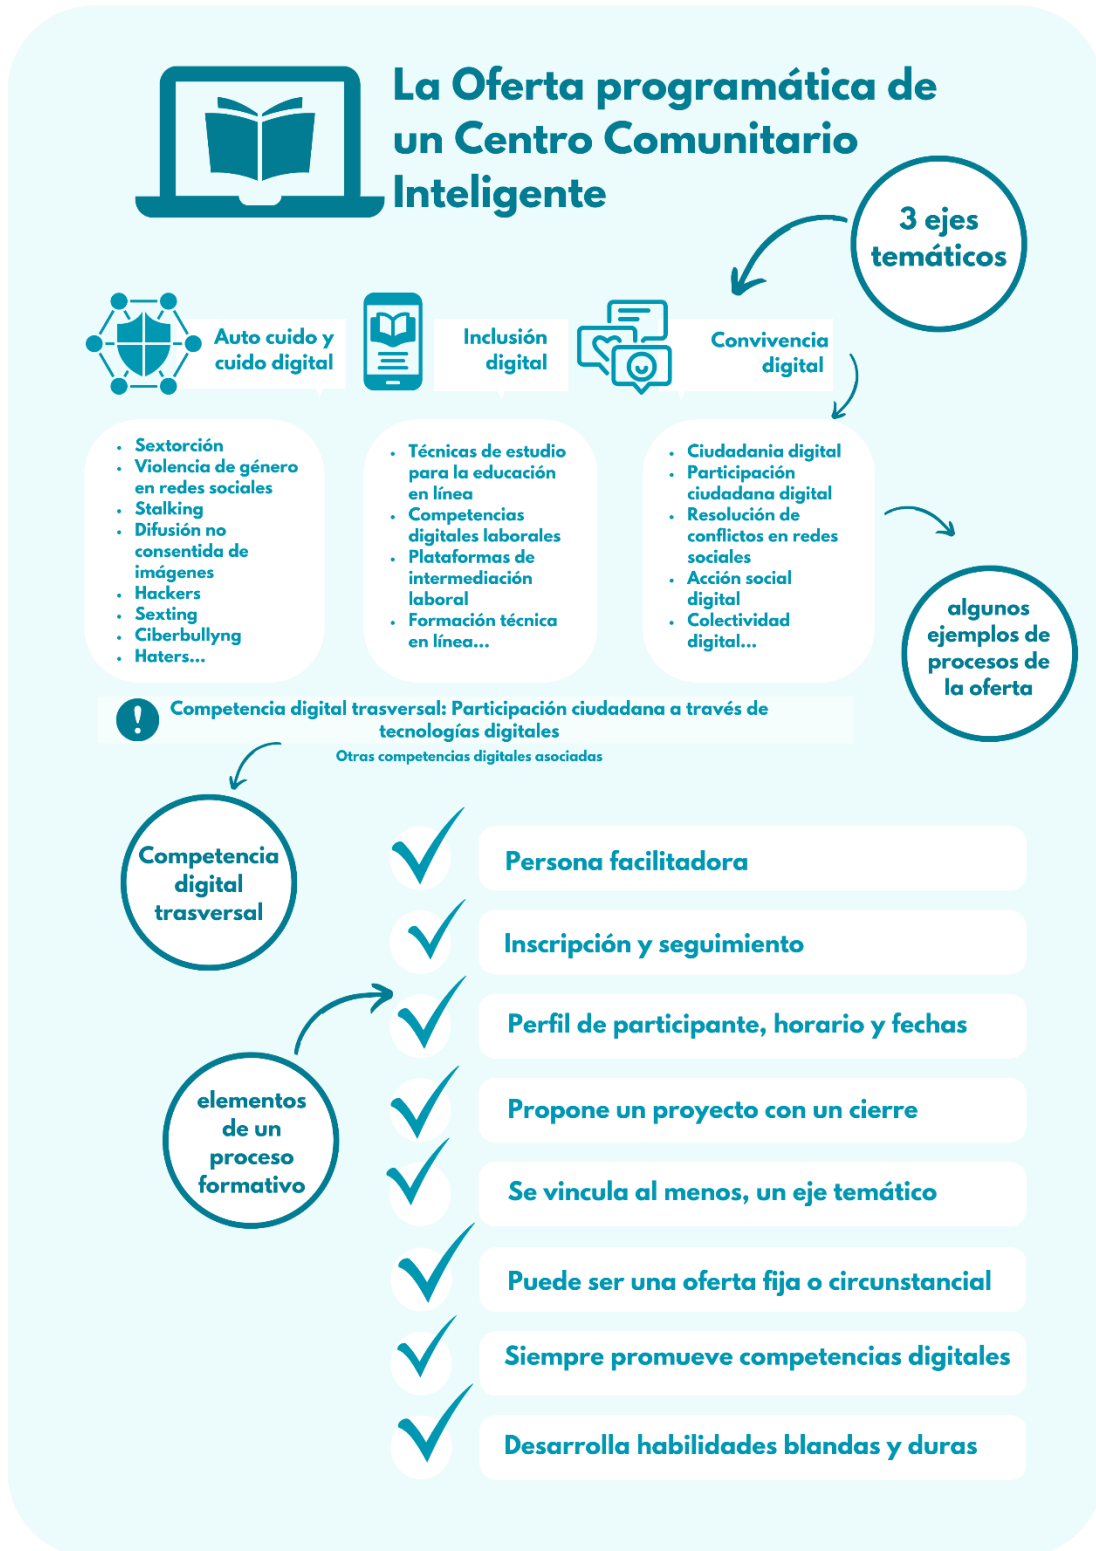 La Oferta programática de
un Centro Comunitario
Inteligente
3 ejes
temáticos
Auto cuido y
cuido digital
Inclusión
digital
Convivencia
digital
• Sextorción
• Violencia de género
en redes sociales
• Stalking
• Difusión no
consentida de
imágenes
• Hackers
• Sexting
• Ciberbullyng
• Haters...
• Técnicas de estudio
para la educación
en línea
• Competencias
digitales laborales
• Plataformas de
intermediación
laboral
• Formación técnica
en línea...
• Ciudadania digital
• Participación
ciudadana digital
• Resolución de
conflictos en redes
sociales
• Acción social
digital
• Colectividad
digital...
algunos
ejemplos de
procesos de
la oferta
Competencia digital trasversal: Participación ciudadana a través de
tecnologías digitales
Otras competencias digitales asociadas
Competencia
digital
trasversal
elementos
de un
proceso
formativo
Persona facilitadora
Inscripción y seguimiento
Perfil de participante, horario y fechas
Propone un proyecto con un cierre
Se vincula al menos, un eje temático
Puede ser una oferta fija o circunstancial
Siempre promueve competencias digitales
Desarrolla habilidades blandas y duras